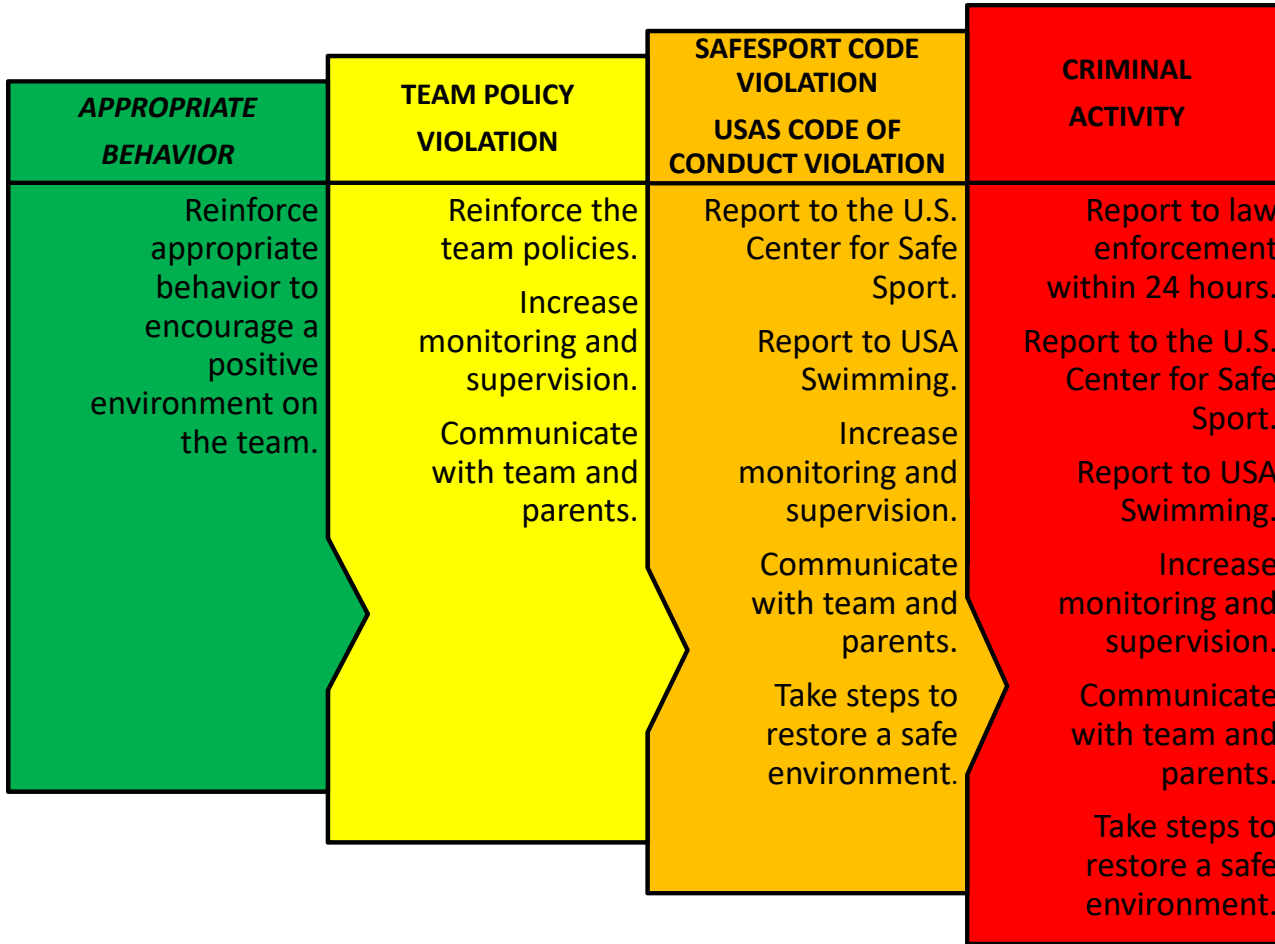 APPROPRIATE
BEHAVIOR
Reinforce
appropriate
behavior to
encourage a
positive
environment on
the team.
TEAM POLICY
VIOLATION
Reinforce the
team policies.
Increase
monitoring and
supervision.
Communicate
with team and
parents.
SAFESPORT CODE
VIOLATION
USAS CODE OF
CONDUCT VIOLATION
Report to the U.S.
Center for Safe
Sport.
Report to USA
Swimming.
Increase
monitoring and
supervision.
Communicate
with team and
parents.
Take steps to
restore a safe
environment.
CRIMINAL
ACTIVITY
Report to law
enforcement
within 24 hours.
Report to the U.S.
Center for Safe
Sport.
Report to USA
Swimming.
Increase
monitoring and
supervision.
Communicate
with team and
parents.
Take steps to
restore a safe
environment.